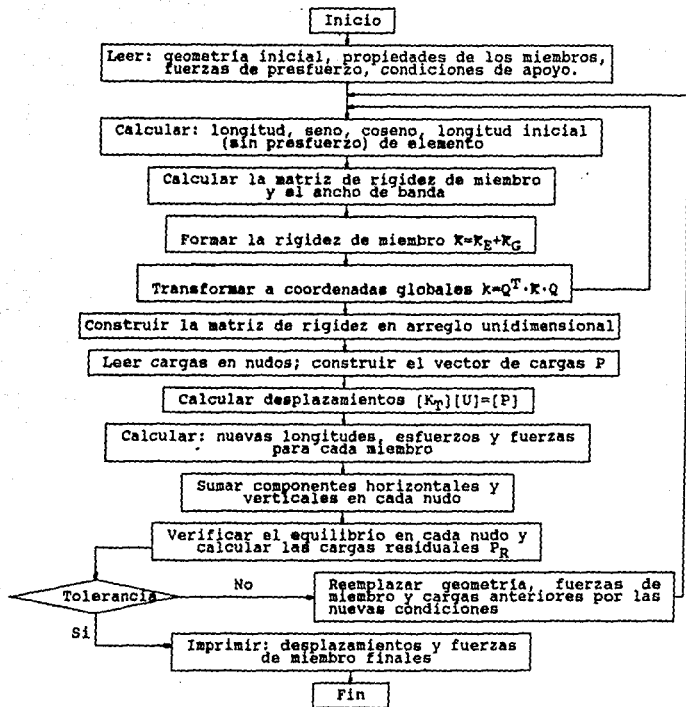 Inicio
Leer: geometría inicial, propiedades de los miembros,
fuerzas de presfuerzo, condiciones de apoyo.
Calcular: longitud, seno, coseno, longitud inicial
(sin presfuerzo) de elemento
Calcular la matriz de rigidez de miembro
y el ancho de banda
Formar la rigidez de miembro K=K_E+K_G
Transformar a coordenadas globales k=Q^T·K·Q
Construir la matriz de rigidez en arreglo unidimensional
Leer cargas en nudos; construir el vector de cargas P
Calcular desplazamientos [K_T][U]=[P]
Calcular: nuevas longitudes, esfuerzos y fuerzas
para cada miembro
Sumar componentes horizontales y
verticales en cada nudo
Verificar el equilibrio en cada nudo y
calcular las cargas residuales P_R
Tolerancia
No
Reemplazar geometría, fuerzas de
miembro y cargas anteriores por las
nuevas condiciones
Si
Imprimir: desplazamientos y fuerzas
de miembro finales
Fin